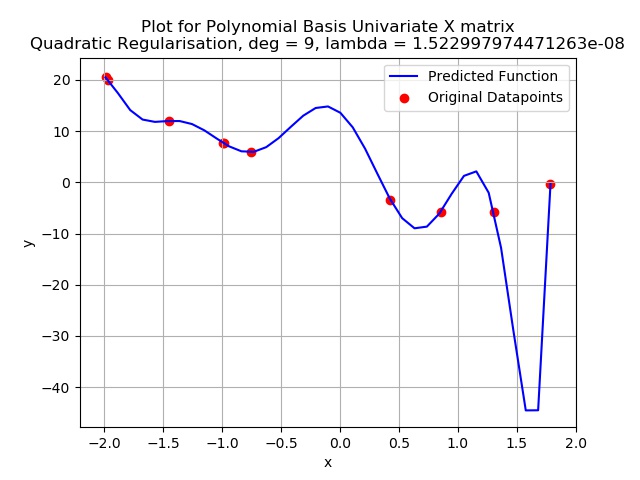 Plot for Polynomial Basis Univariate X matrix
Quadratic Regularisation, deg = 9, lambda = 1.522997974471263e-08
Predicted Function
Original Datapoints
20
10
0
−10
−20
−30
−40
y
−2.0 −1.5 −1.0 −0.5 0.0 0.5 1.0 1.5 2.0
x